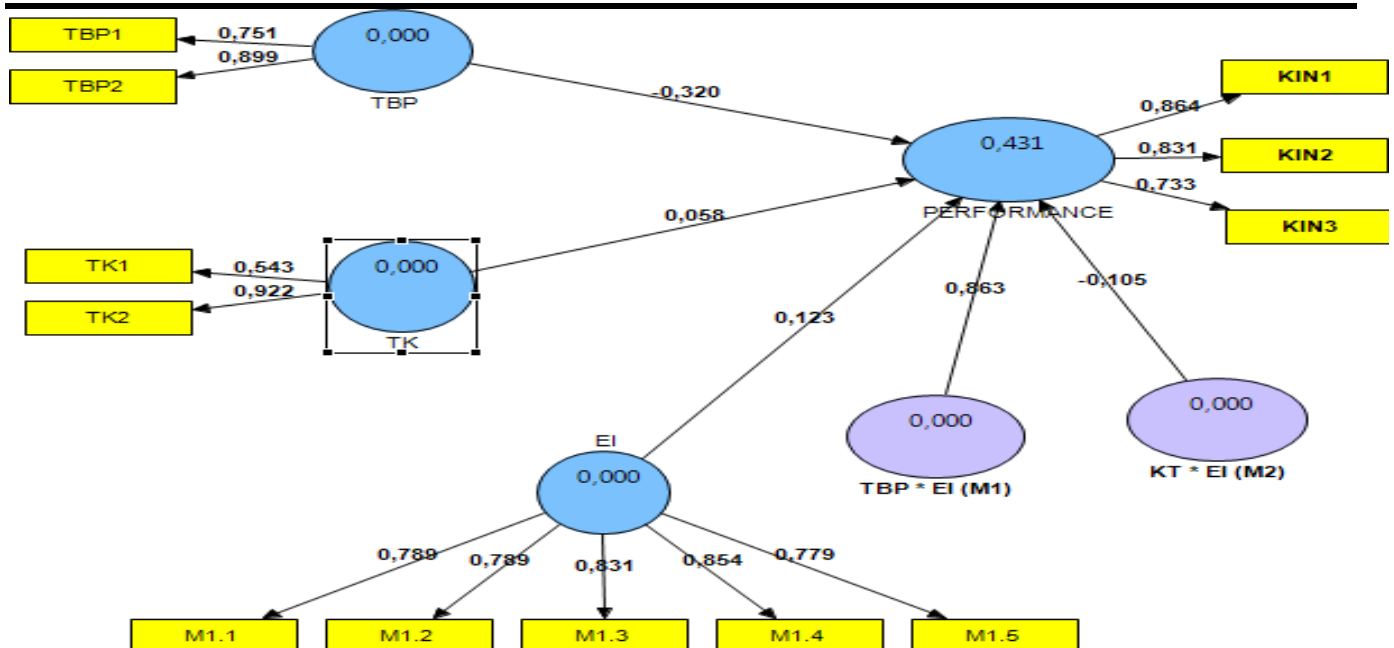 TBP1
0,751
0,000
TBP2
0,899
TBP
-0,320
KIN1
0,864
0,431
0,831
KIN2
PERFORMANCE
0,733
KIN3
0,058
TK1
0,543
0,000
TK2
0,922
TK
0,123
0,863
-0,105
0,000
TBP * EI (M1)
0,000
KT * EI (M2)
EI
0,000
0,789
0,789
0,831
0,854
0,779
M1.1
M1.2
M1.3
M1.4
M1.5